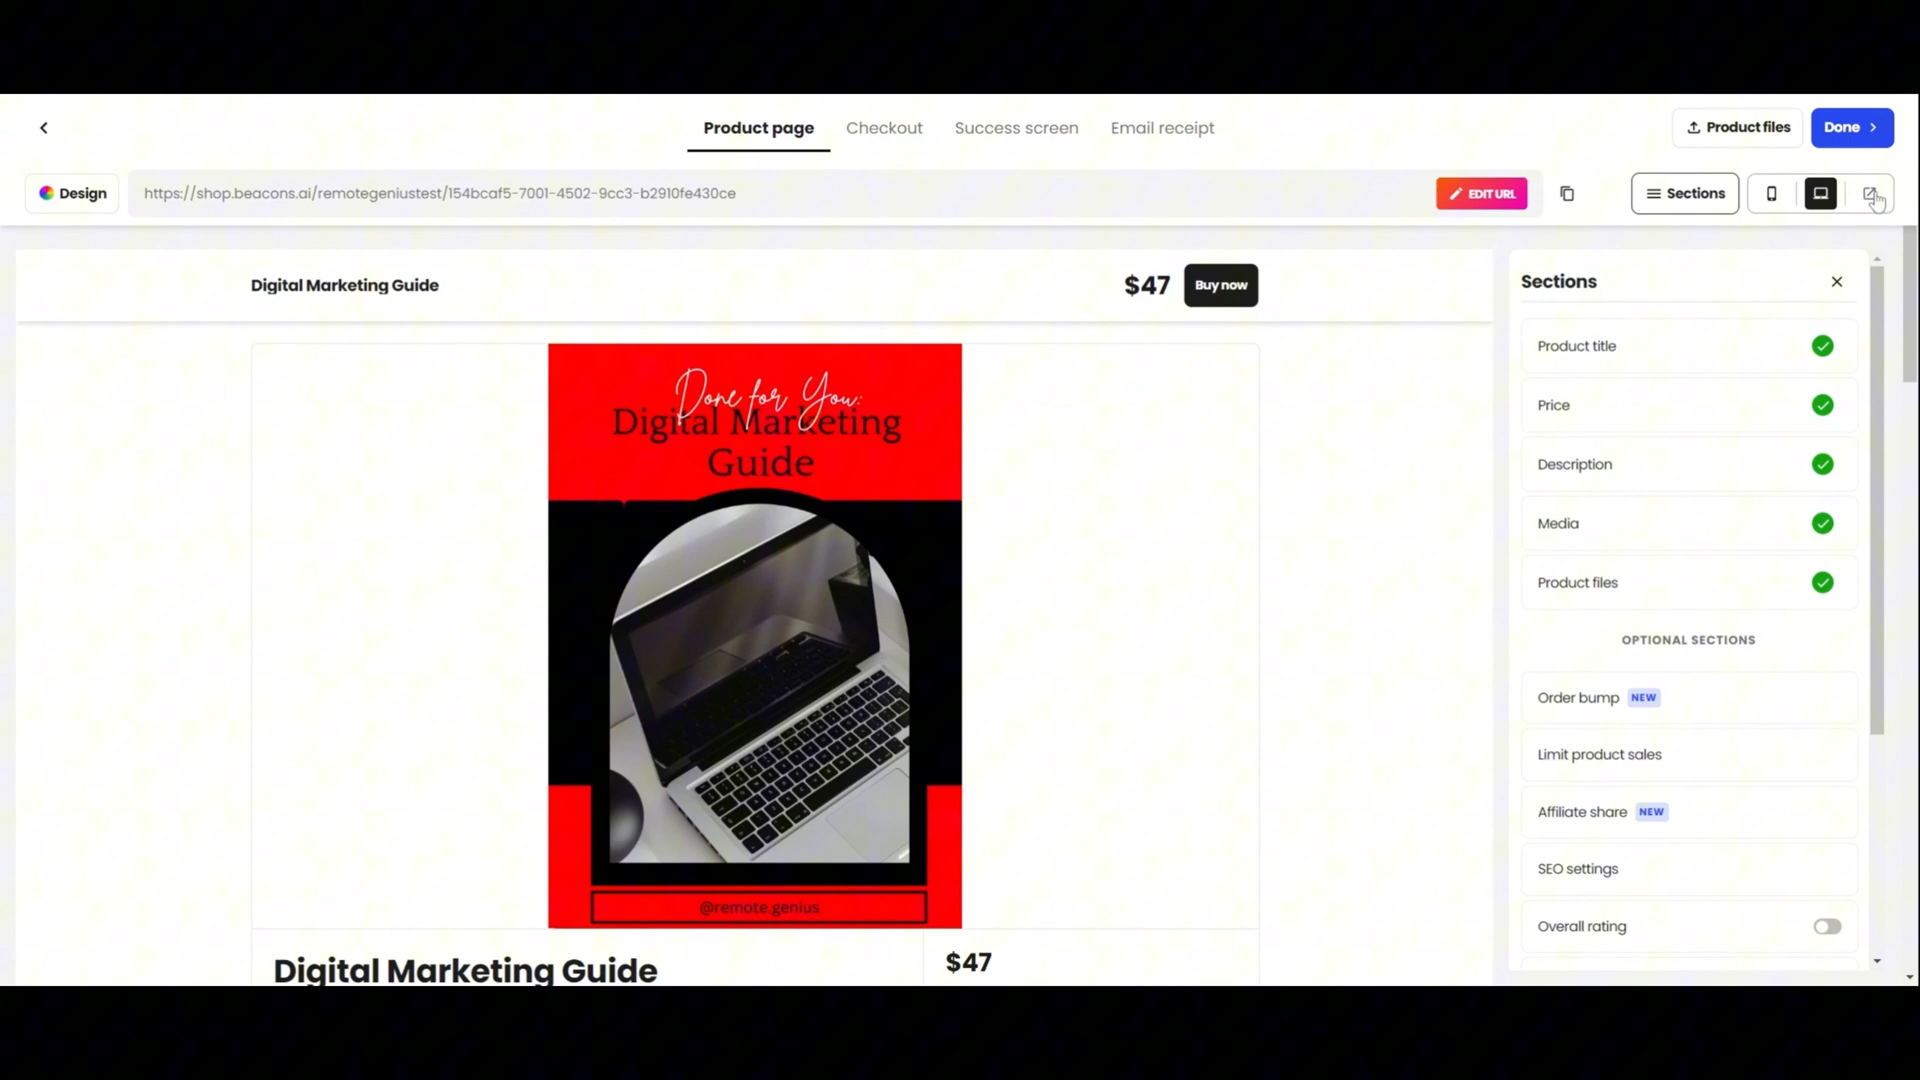 Product page
Checkout
Success screen
Email receipt
Product files
Done
Design
https://shop.beacons.ai/remotegeniustest/154bcaf5-7001-4502-9cc3-b2910fe430ce
EDIT URL
Sections
Digital Marketing Guide
$47
Buy now
Done for You:
Digital Marketing
Guide
@remote.genius
Digital Marketing Guide
$47
Sections
Product title
Price
Description
Media
Product files
OPTIONAL SECTIONS
Order bump NEW
Limit product sales
Affiliate share NEW
SEO settings
Overall rating